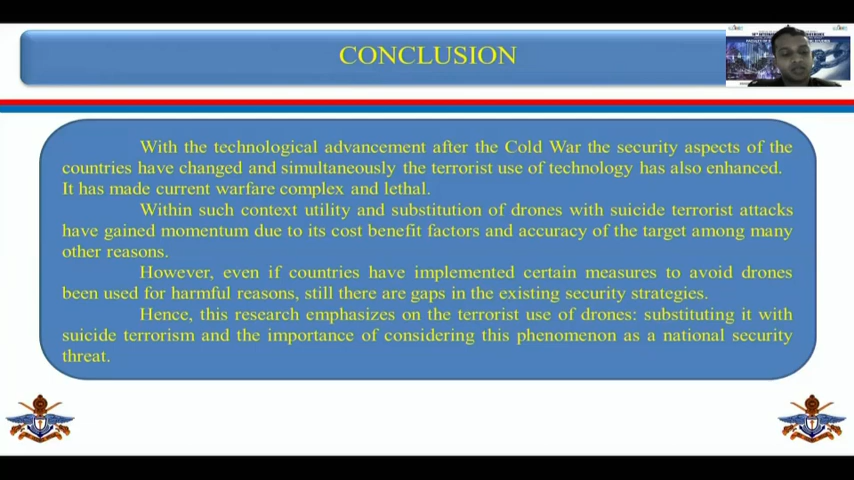 CONCLUSION
With the technological advancement after the Cold War the security aspects of the
countries have changed and simultaneously the terrorist use of technology has also enhanced.
It has made current warfare complex and lethal.
Within such context utility and substitution of drones with suicide terrorist attacks
have gained momentum due to its cost benefit factors and accuracy of the target among many
other reasons.
However, even if countries have implemented certain measures to avoid drones
been used for harmful reasons, still there are gaps in the existing security strategies.
Hence, this research emphasizes on the terrorist use of drones: substituting it with
suicide terrorism and the importance of considering this phenomenon as a national security
threat.